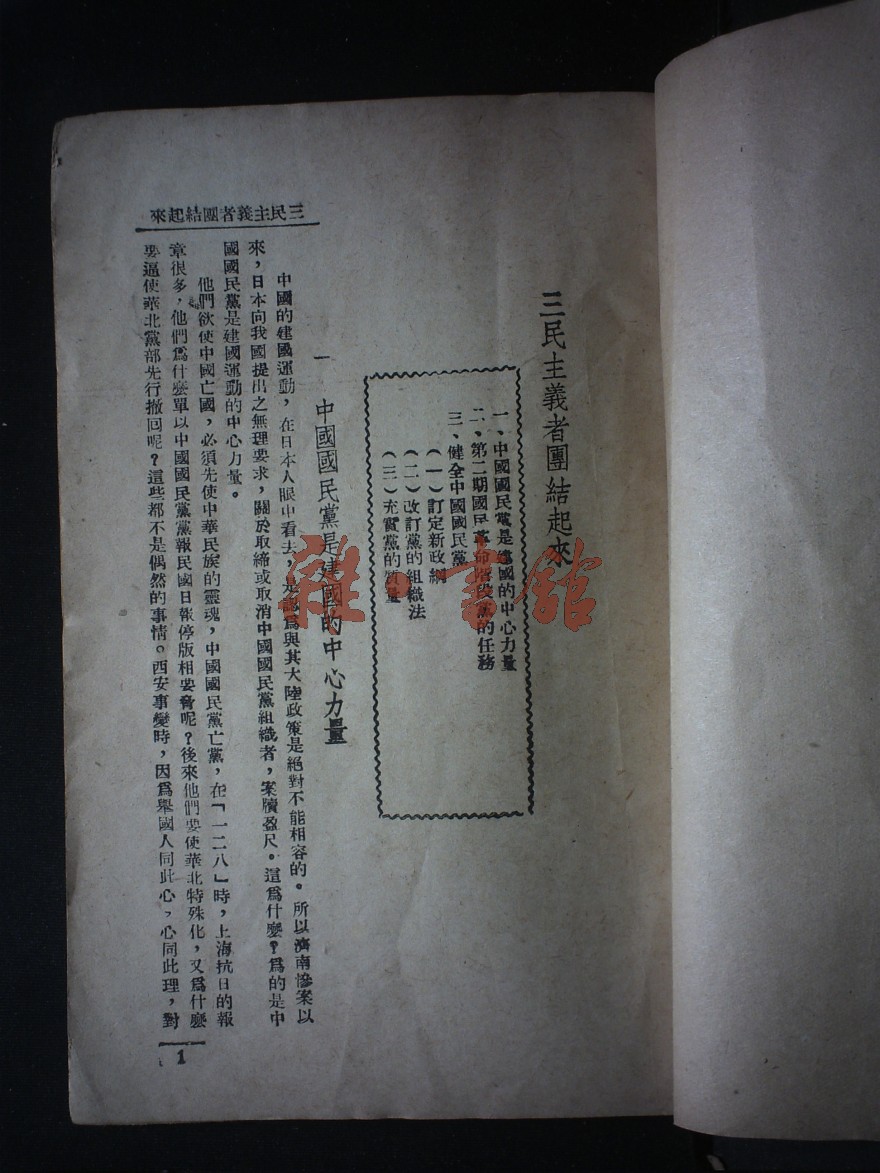 三民主義者團結起來
三民主義者團結起來
一、中國國民黨是建國的中心力量
二、第二期國民革命階段黨的任務
三、健全中國國民黨
（一）訂定新政綱
（二）改訂黨的組織法
（三）充實黨的質量
一 中國國民黨是建國的中心力量
中國的建國運動，在日本人眼中看去，是認爲與其大陸政策是絕對不能相容的。所以濟南慘案以
來，日本向我國提出之無理要求，關於取締或取消中國國民黨組織者，案牘盈尺。這爲什麼？爲的是中
國國民黨是建國運動的中心力量。
他們欲使中國亡國，必須先使中華民族的靈魂，中國國民黨亡黨，在「一二八」時，上海抗日的報
章很多，他們爲什麼單以中國國民黨黨報民國日報停版相要脅呢？後來他們要使華北特殊化，又爲什麼
要逼使華北黨部先行撤回呢？這些都不是偶然的事情。西安事變時，因爲舉國人同此心，心同此理，對
1
雜·書館